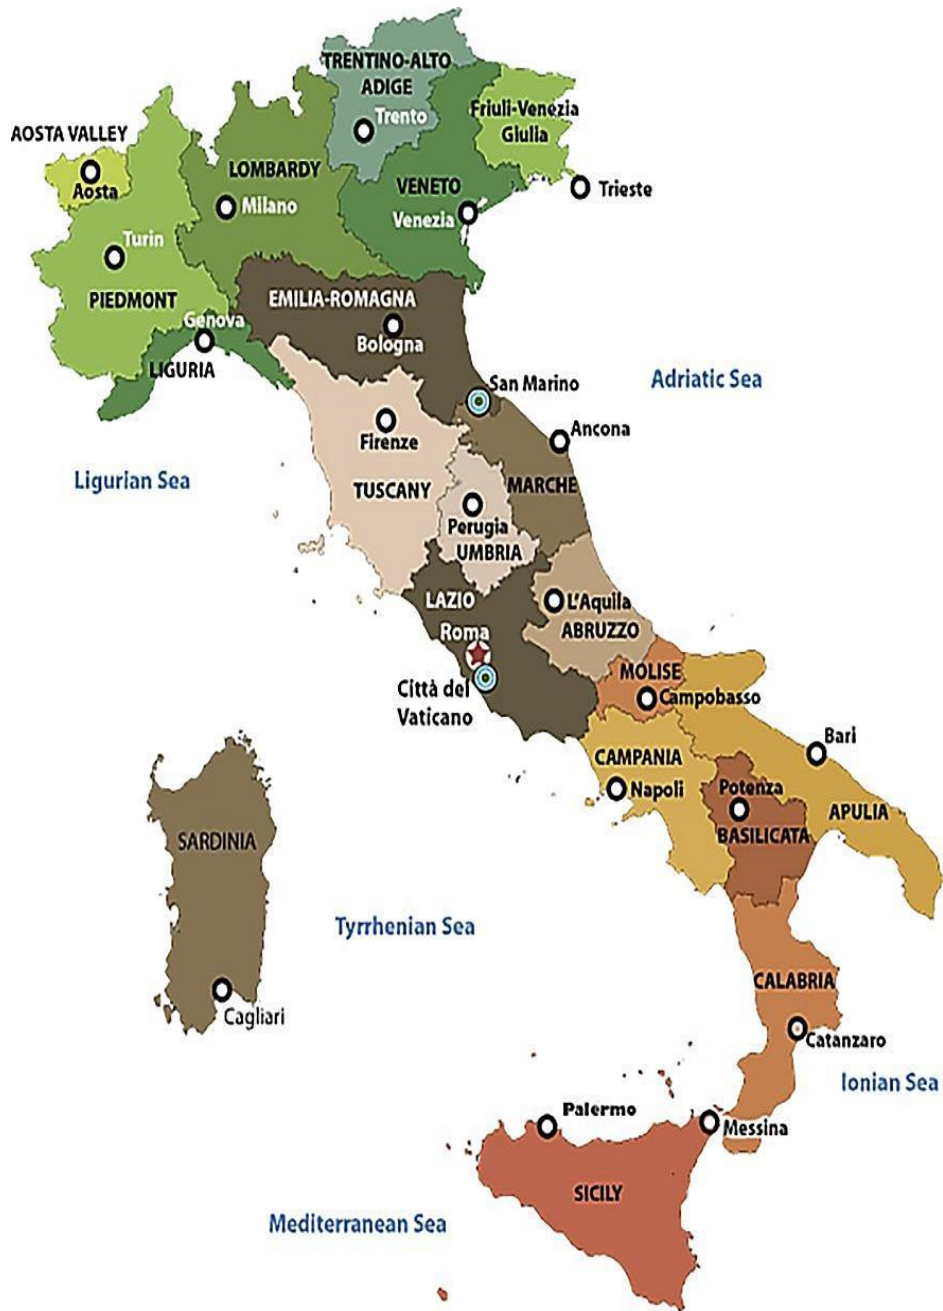 TRENTINO-ALTO
ADIGE
Trento
Friuli-Venezia
Giulia
AOSTA VALLEY
Aosta
LOMBARDY
Milano
VENETO
Venezia
Trieste
Turin
PIEDMONT
EMILIA-ROMAGNA
Bologna
Genova
LIGURIA
San Marino
Adriatic Sea
Firenze
Ancona
Ligurian Sea
TUSCANY
MARCHE
Perugia
UMBRIA
LAZIO
L'Aquila
ABRUZZO
Roma
Città del
Vaticano
MOLISE
Campobasso
CAMPANIA
Napoli
Bari
Potenza
BASILICATA
APULIA
SARDINIA
Tyrrhenian Sea
Cagliari
CALABRIA
Catanzaro
Ionian Sea
Palermo
Messina
SICILY
Mediterranean Sea